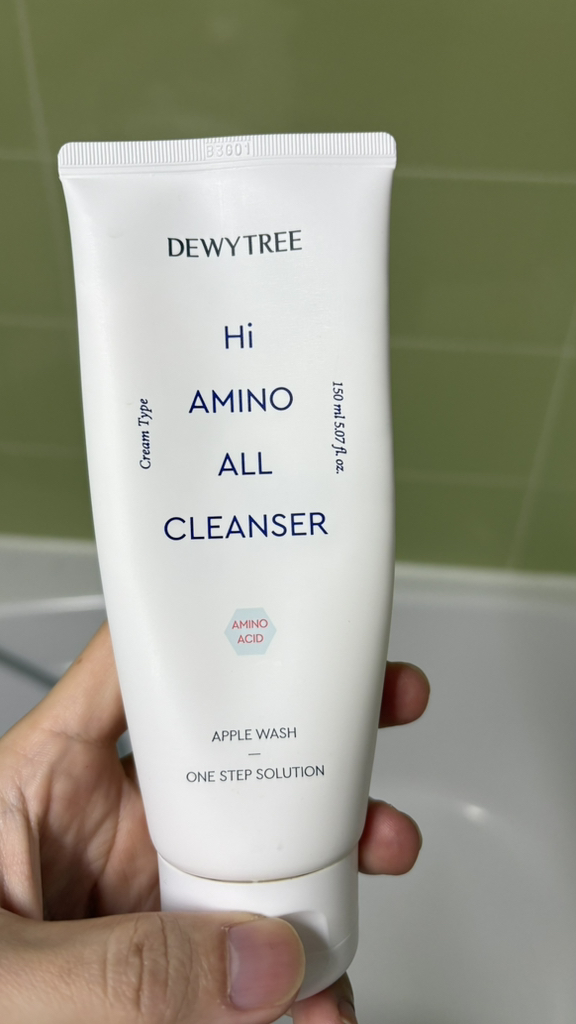 B3G01
DEWYTREE
Hi
AMINO
ALL
CLEANSER
Cream Type
150 ml 5.07 fl. oz.
AMINO
ACID
APPLE WASH
ONE STEP SOLUTION